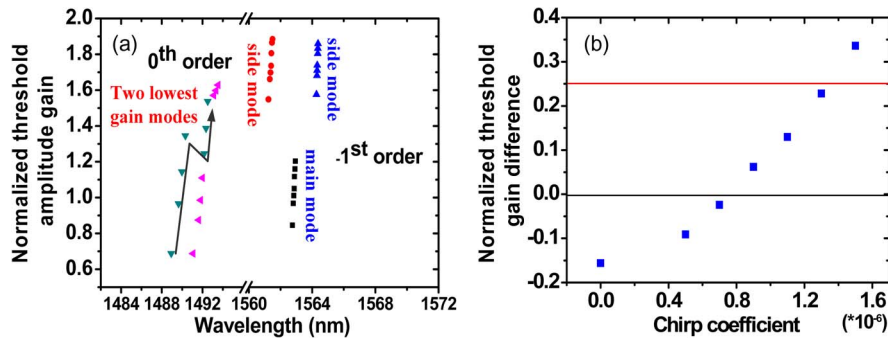 (a)
0th order
Two lowest
gain modes
side mode
side mode
main mode
-1st order
Normalized threshold
amplitude gain
2.0
1.8
1.6
1.4
1.2
1.0
0.8
0.6
1484 1488 1492 1560 1564 1568 1572
Wavelength (nm)
(b)
Normalized threshold
gain difference
0.4
0.3
0.2
0.1
0.0
-0.1
-0.2
0.0 0.4 0.8 1.2 1.6
Chirp coefficient
(*10-6)